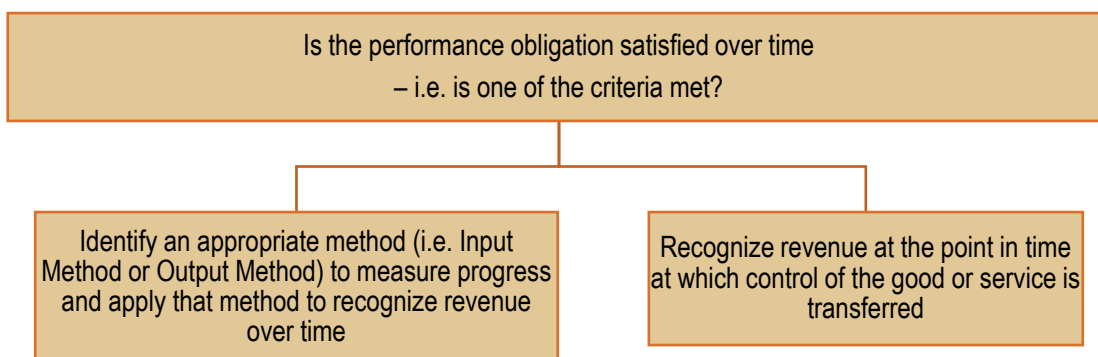 Is the performance obligation satisfied over time
– i.e. is one of the criteria met?
Identify an appropriate method (i.e. Input
Method or Output Method) to measure progress
and apply that method to recognize revenue
over time
Recognize revenue at the point in time
at which control of the good or service is
transferred